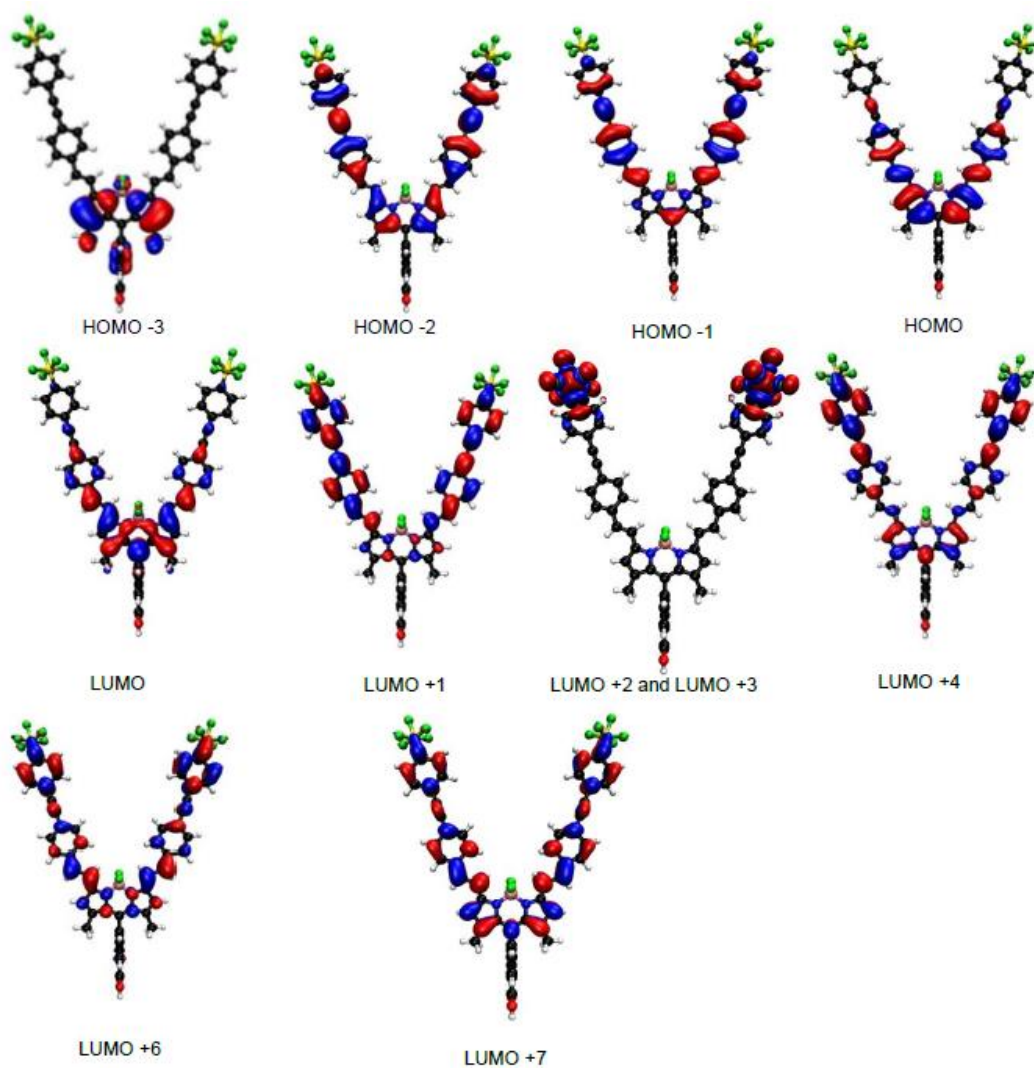 HOMO -3
HOMO -2
HOMO -1
HOMO
LUMO
LUMO +1
LUMO +2 and LUMO +3
LUMO +4
LUMO +6
LUMO +7